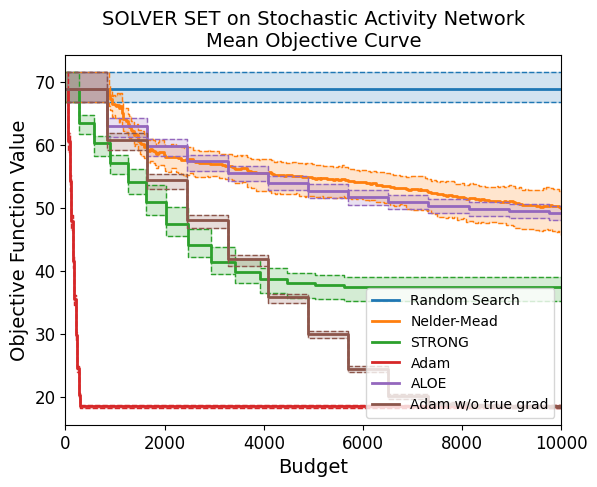 SOLVER SET on Stochastic Activity Network
Mean Objective Curve
Objective Function Value
70
60
50
40
30
20
Random Search
Nelder-Mead
STRONG
Adam
ALOE
Adam w/o true grad
0 2000 4000 6000 8000 10000
Budget